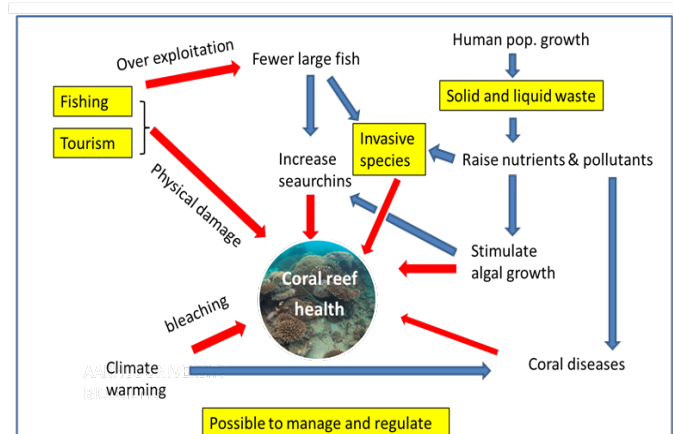 Over exploitation
Fewer large fish
Human pop. growth
Fishing
Solid and liquid waste
Tourism
Invasive
species
Increase
seaurchins
Raise nutrients & pollutants
Physical damage
Stimulate
algal growth
Coral reef
health
bleaching
Climate
warming
Coral diseases
Possible to manage and regulate